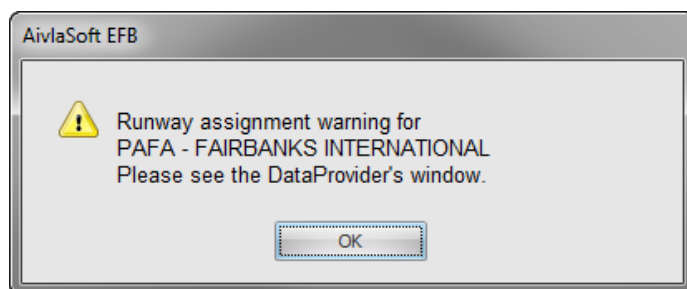 AivlaSoft EFB
Runway assignment warning for
PAFA - FAIRBANKS INTERNATIONAL
Please see the DataProvider's window.
OK